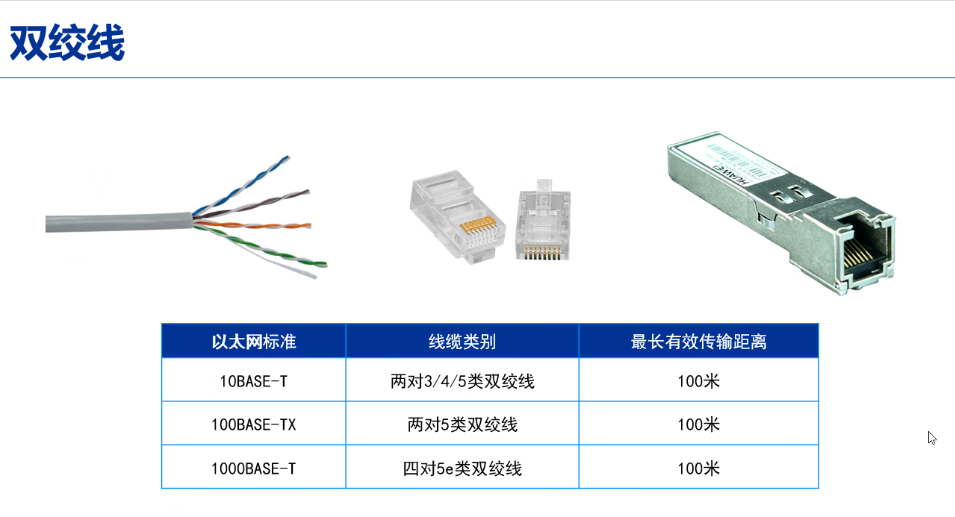 双绞线
HUAWEI
以太网标准 线缆类别 最长有效传输距离
10BASE-T 两对3/4/5类双绞线 100米
100BASE-TX 两对5类双绞线 100米
1000BASE-T 四对5e类双绞线 100米